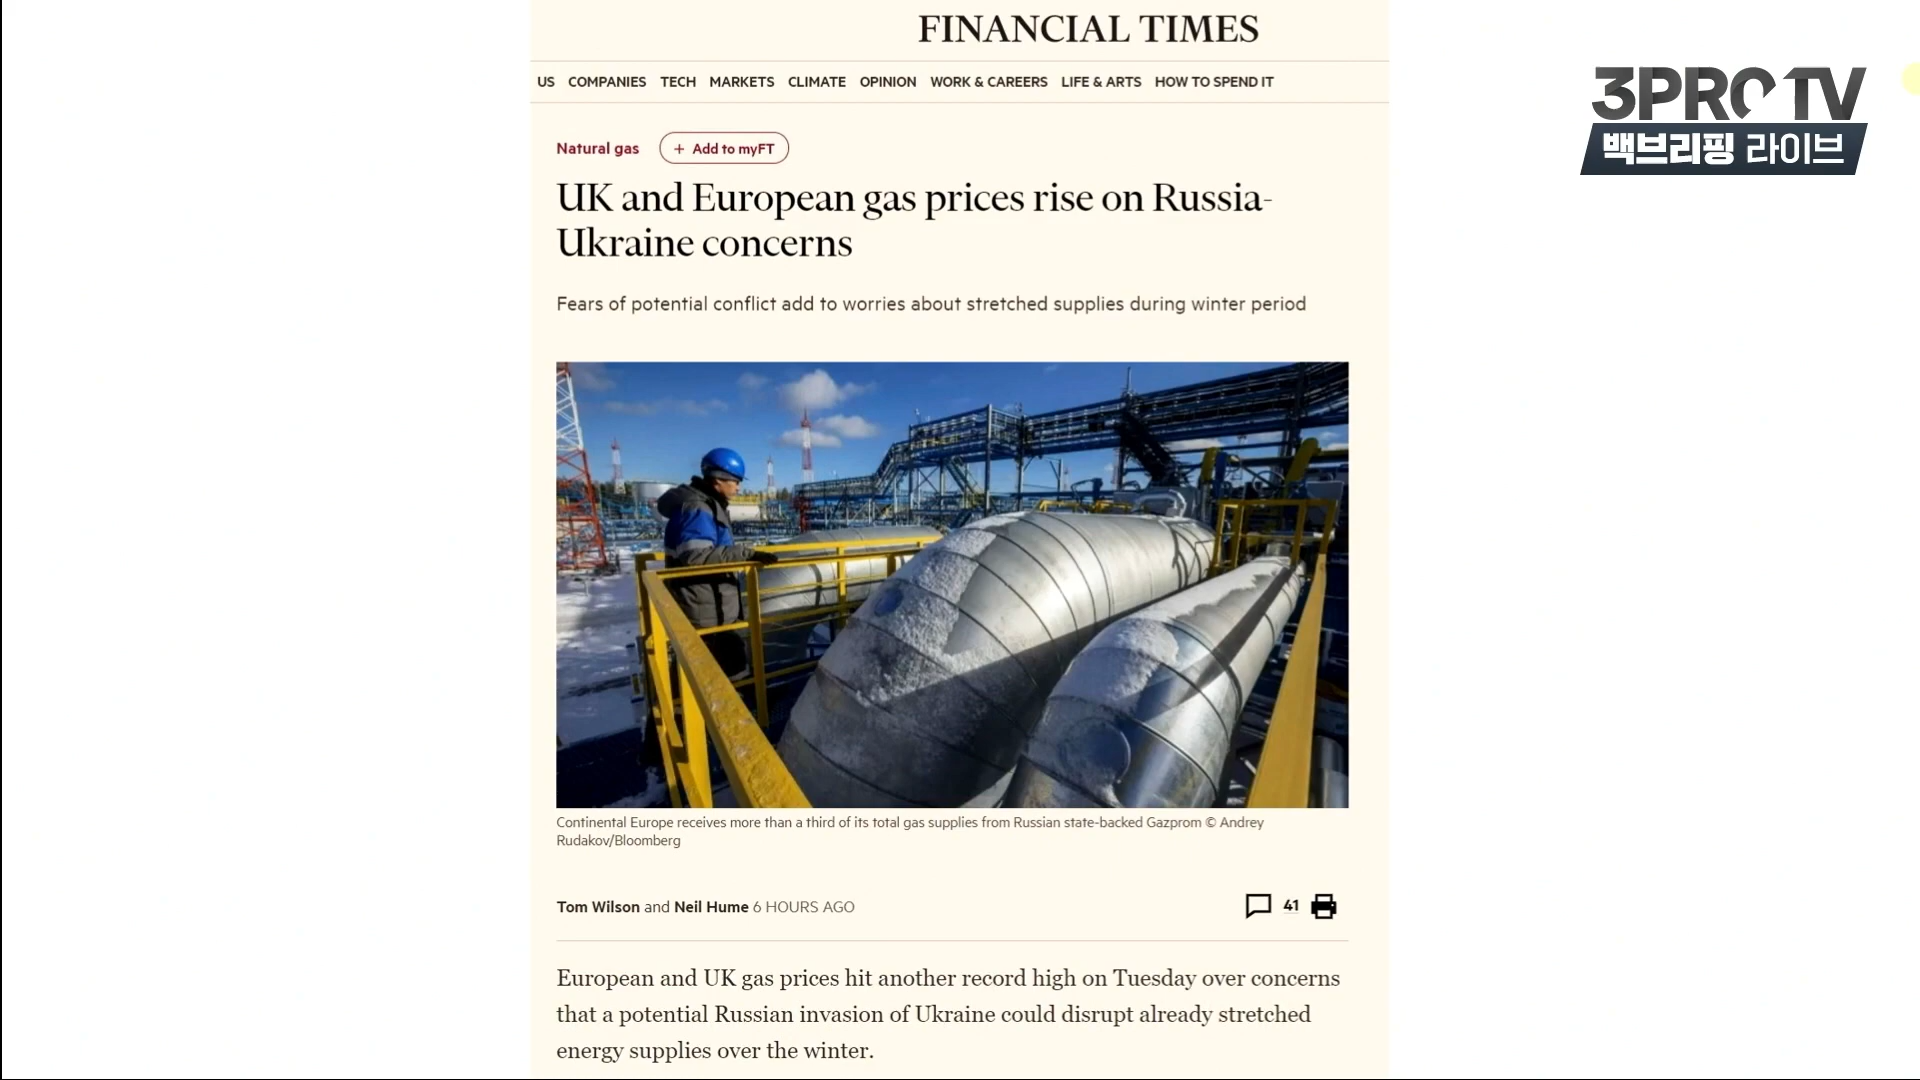 FINANCIAL TIMES
US COMPANIES TECH MARKETS CLIMATE OPINION WORK & CAREERS LIFE & ARTS HOW TO SPEND IT
3PRO TV
백브리핑 라이브
Natural gas + Add to myFT
UK and European gas prices rise on Russia-
Ukraine concerns
Fears of potential conflict add to worries about stretched supplies during winter period
Continental Europe receives more than a third of its total gas supplies from Russian state-backed Gazprom © Andrey
Rudakov/Bloomberg
Tom Wilson and Neil Hume 6 HOURS AGO 41
European and UK gas prices hit another record high on Tuesday over concerns
that a potential Russian invasion of Ukraine could disrupt already stretched
energy supplies over the winter.